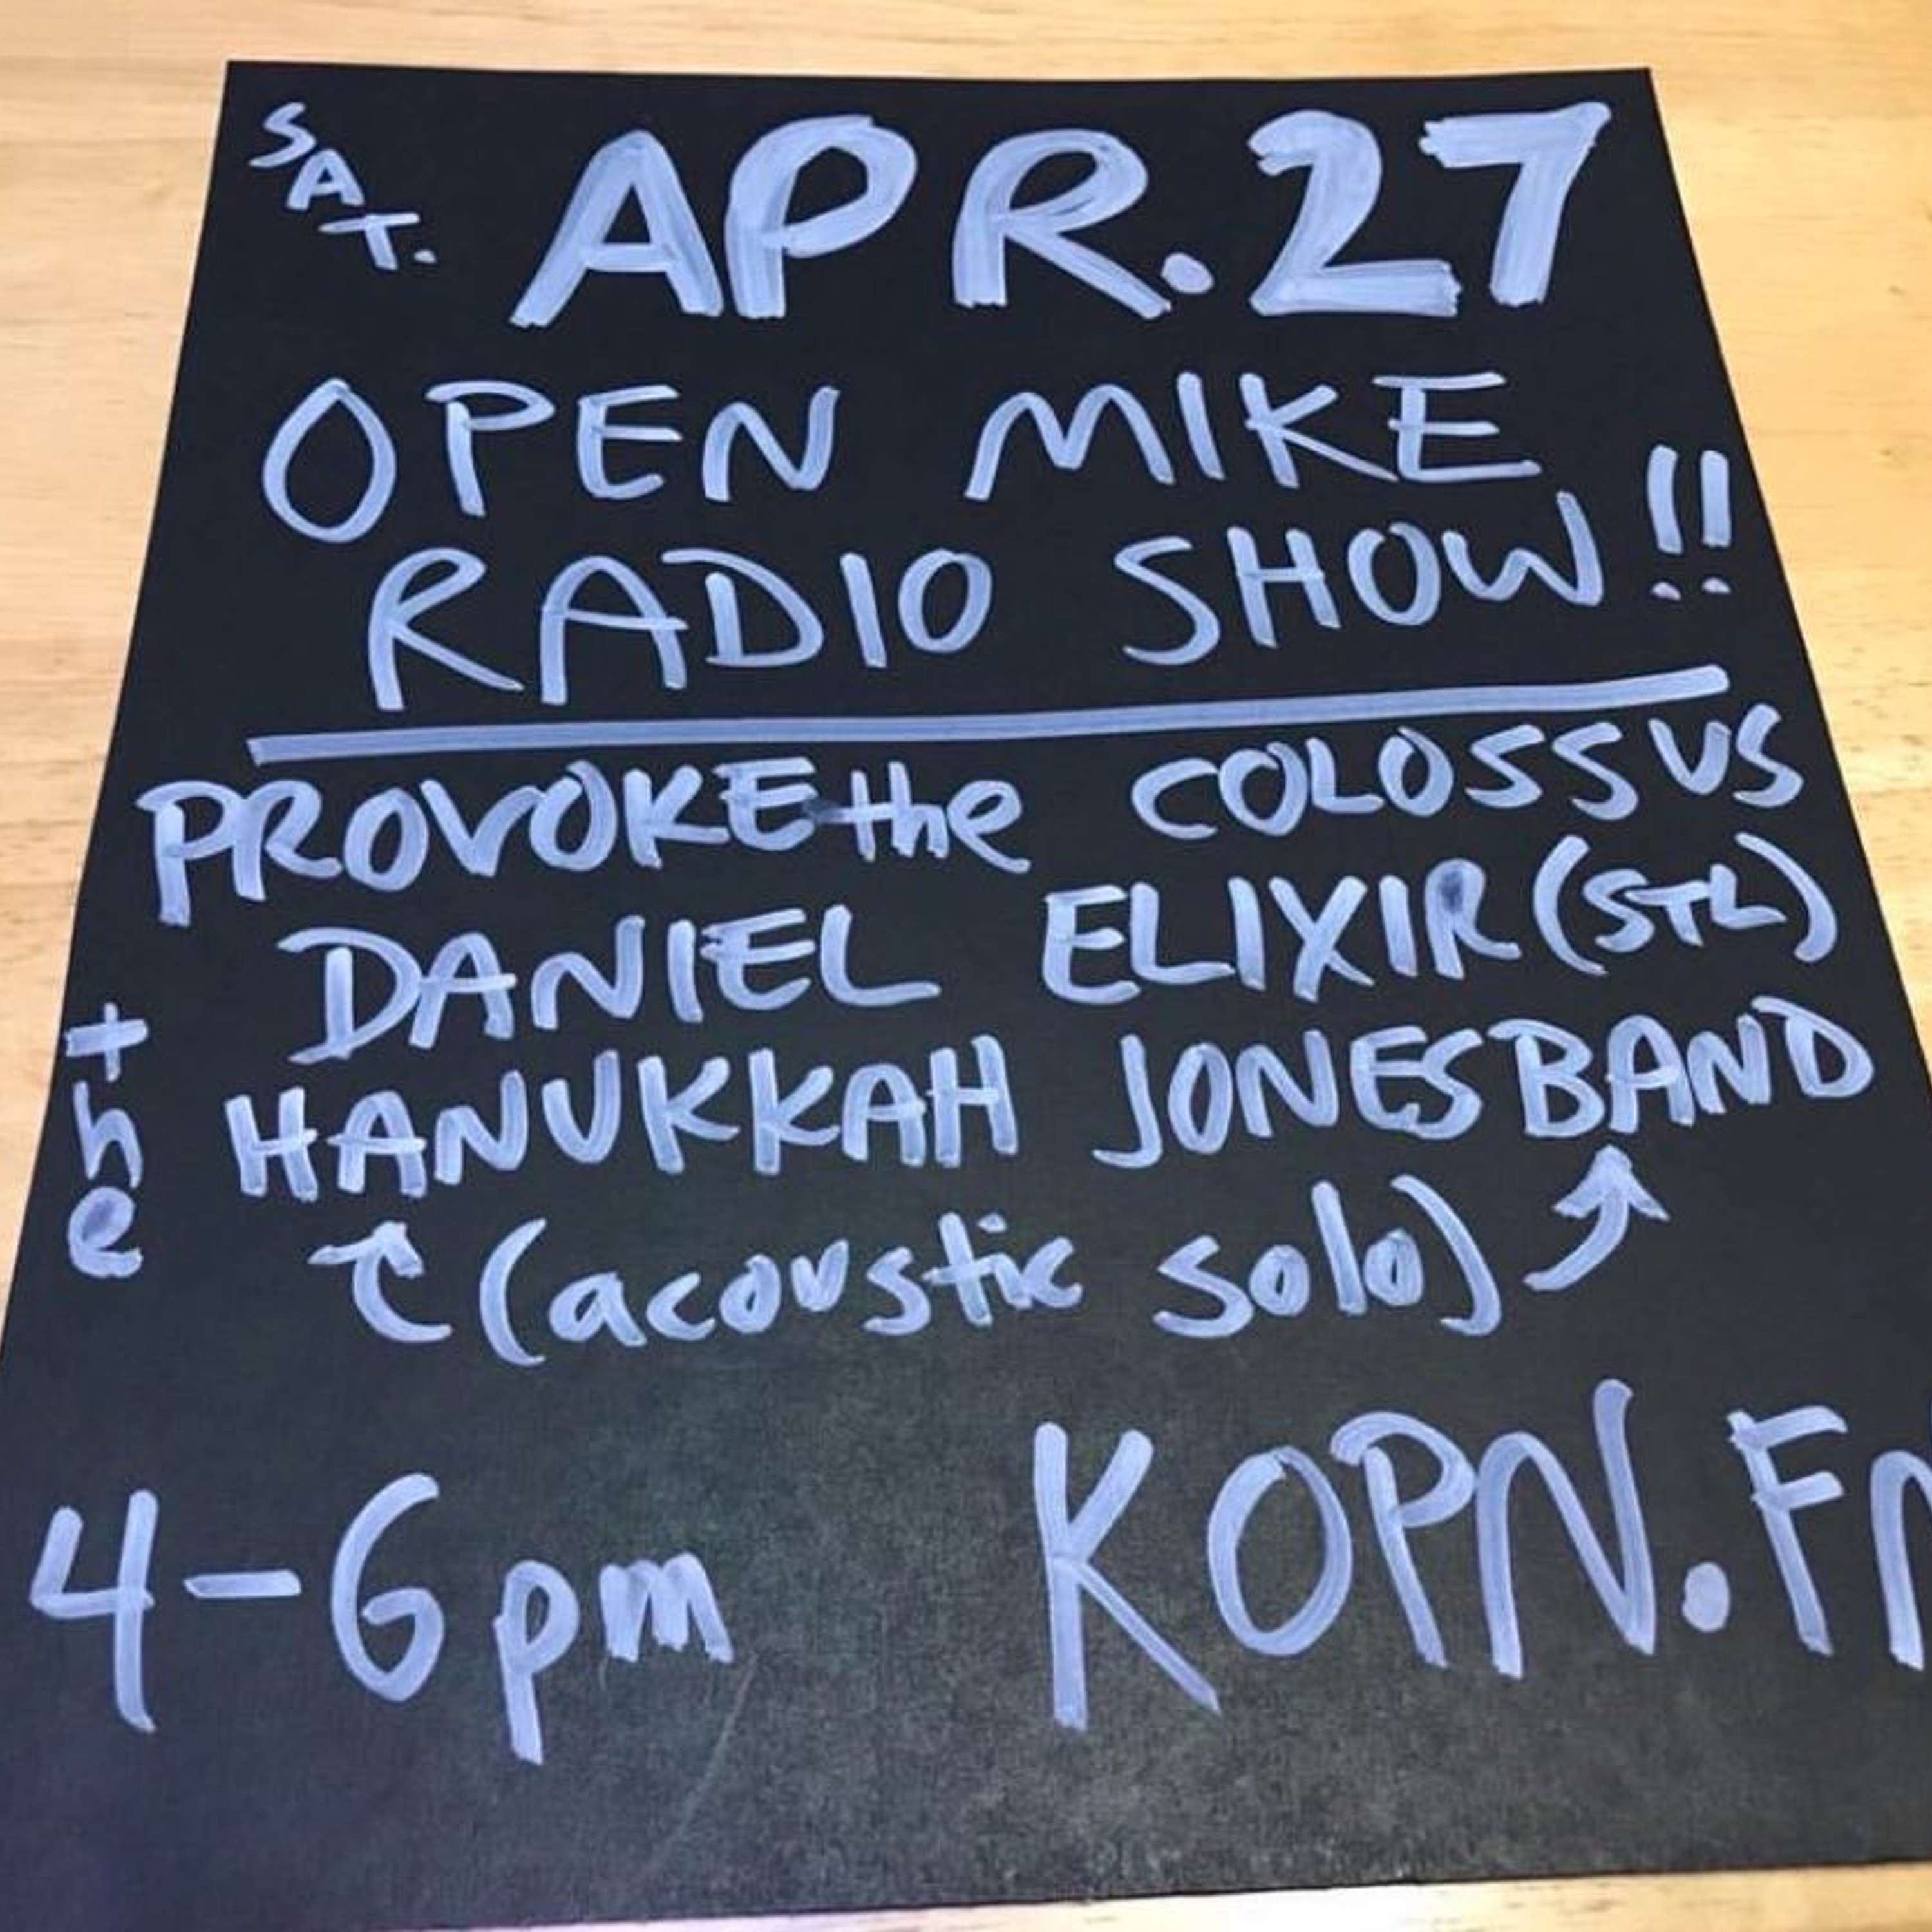 SAT. APR. 27
OPEN MIKE
RADIO SHOW!!
PROVOKE the COLOSSUS
DANIEL ELIXIR (STL)
the HANUKKAH JONES BAND
(acoustic solo)
4-6pm KOPN.Fm